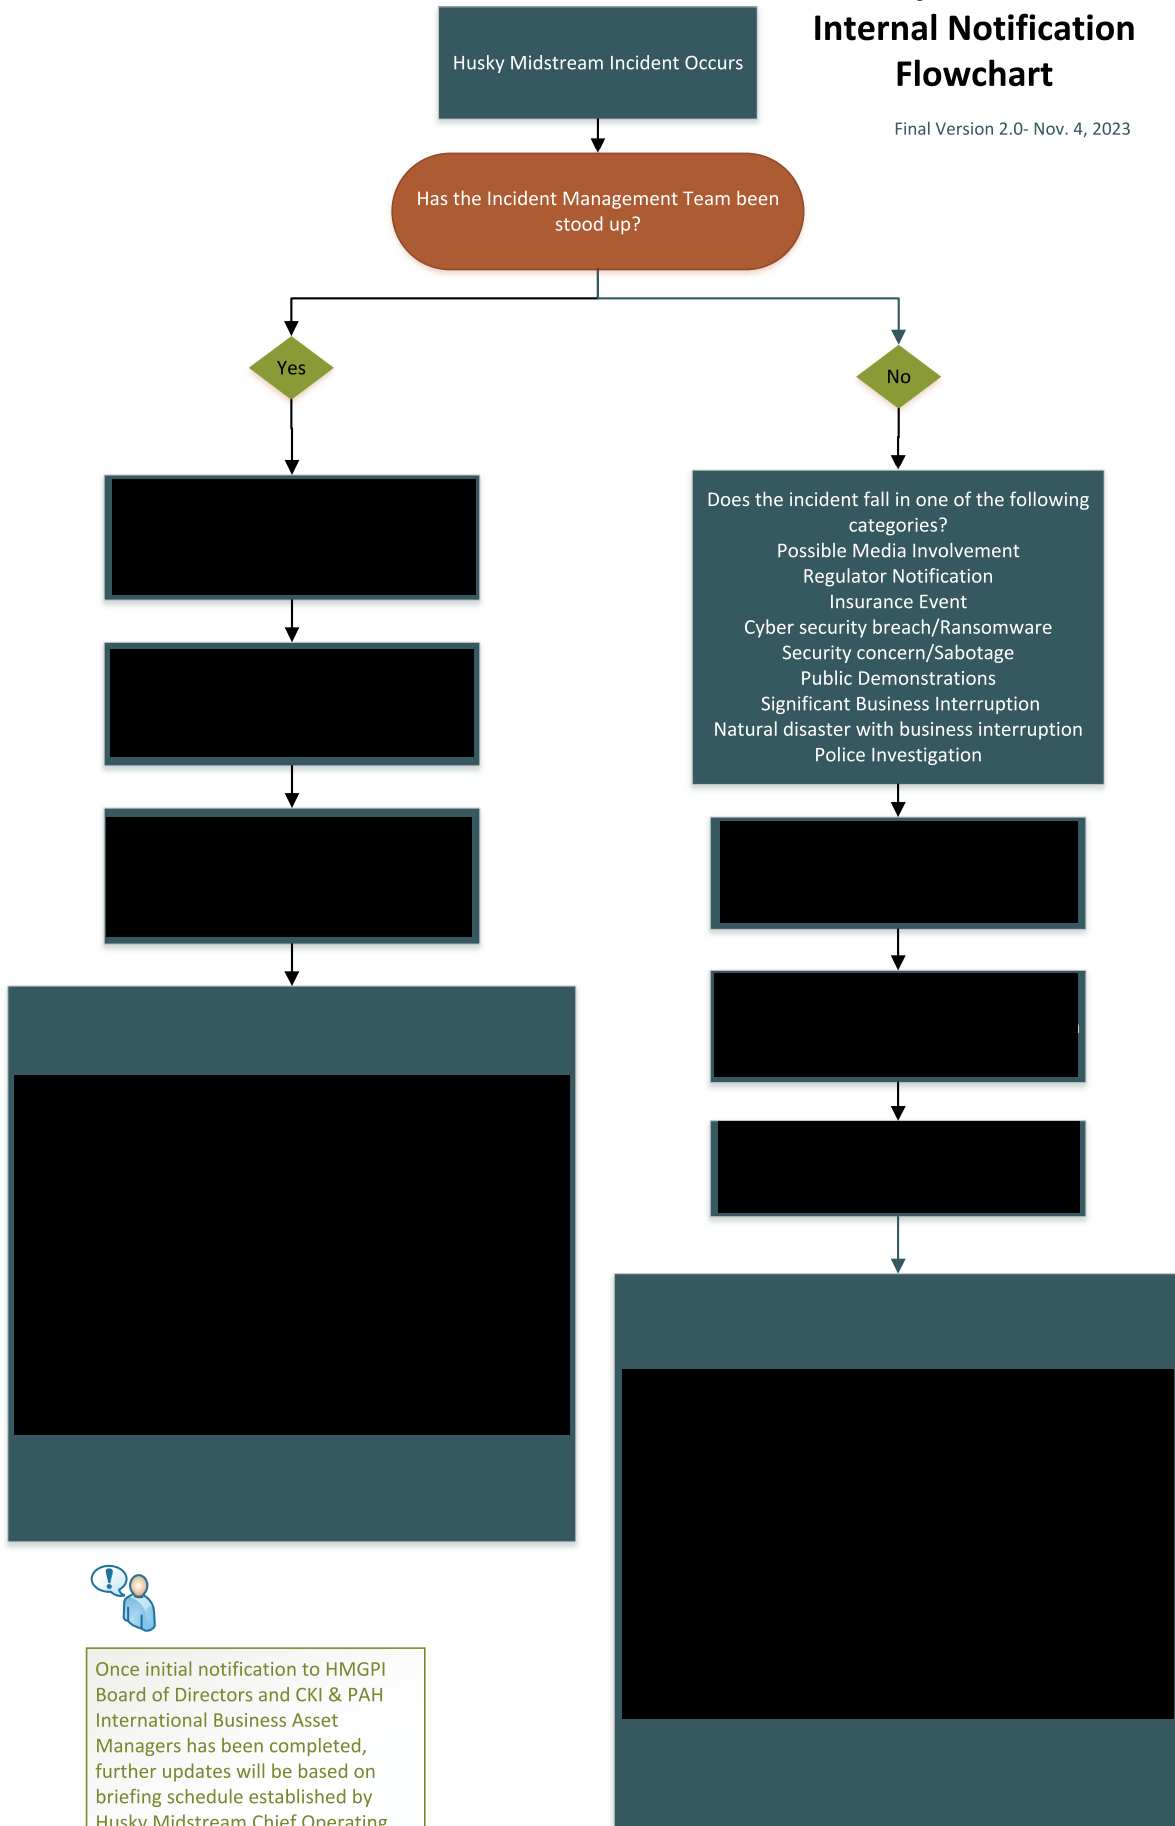 Internal Notification
Flowchart
Final Version 2.0- Nov. 4, 2023
Husky Midstream Incident Occurs
Has the Incident Management Team been
stood up?
Yes
No
Does the incident fall in one of the following
categories?
Possible Media Involvement
Regulator Notification
Insurance Event
Cyber security breach/Ransomware
Security concern/Sabotage
Public Demonstrations
Significant Business Interruption
Natural disaster with business interruption
Police Investigation
Once initial notification to HMGPI
Board of Directors and CKI & PAH
International Business Asset
Managers has been completed,
further updates will be based on
briefing schedule established by
Husky Midstream Chief Operating